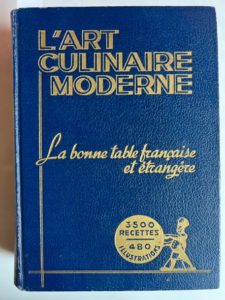 L'ART
CULINAIRE
MODERNE
La bonne table française
et étrangère
3500
RECETTES
480
ILLUSTRATIONS